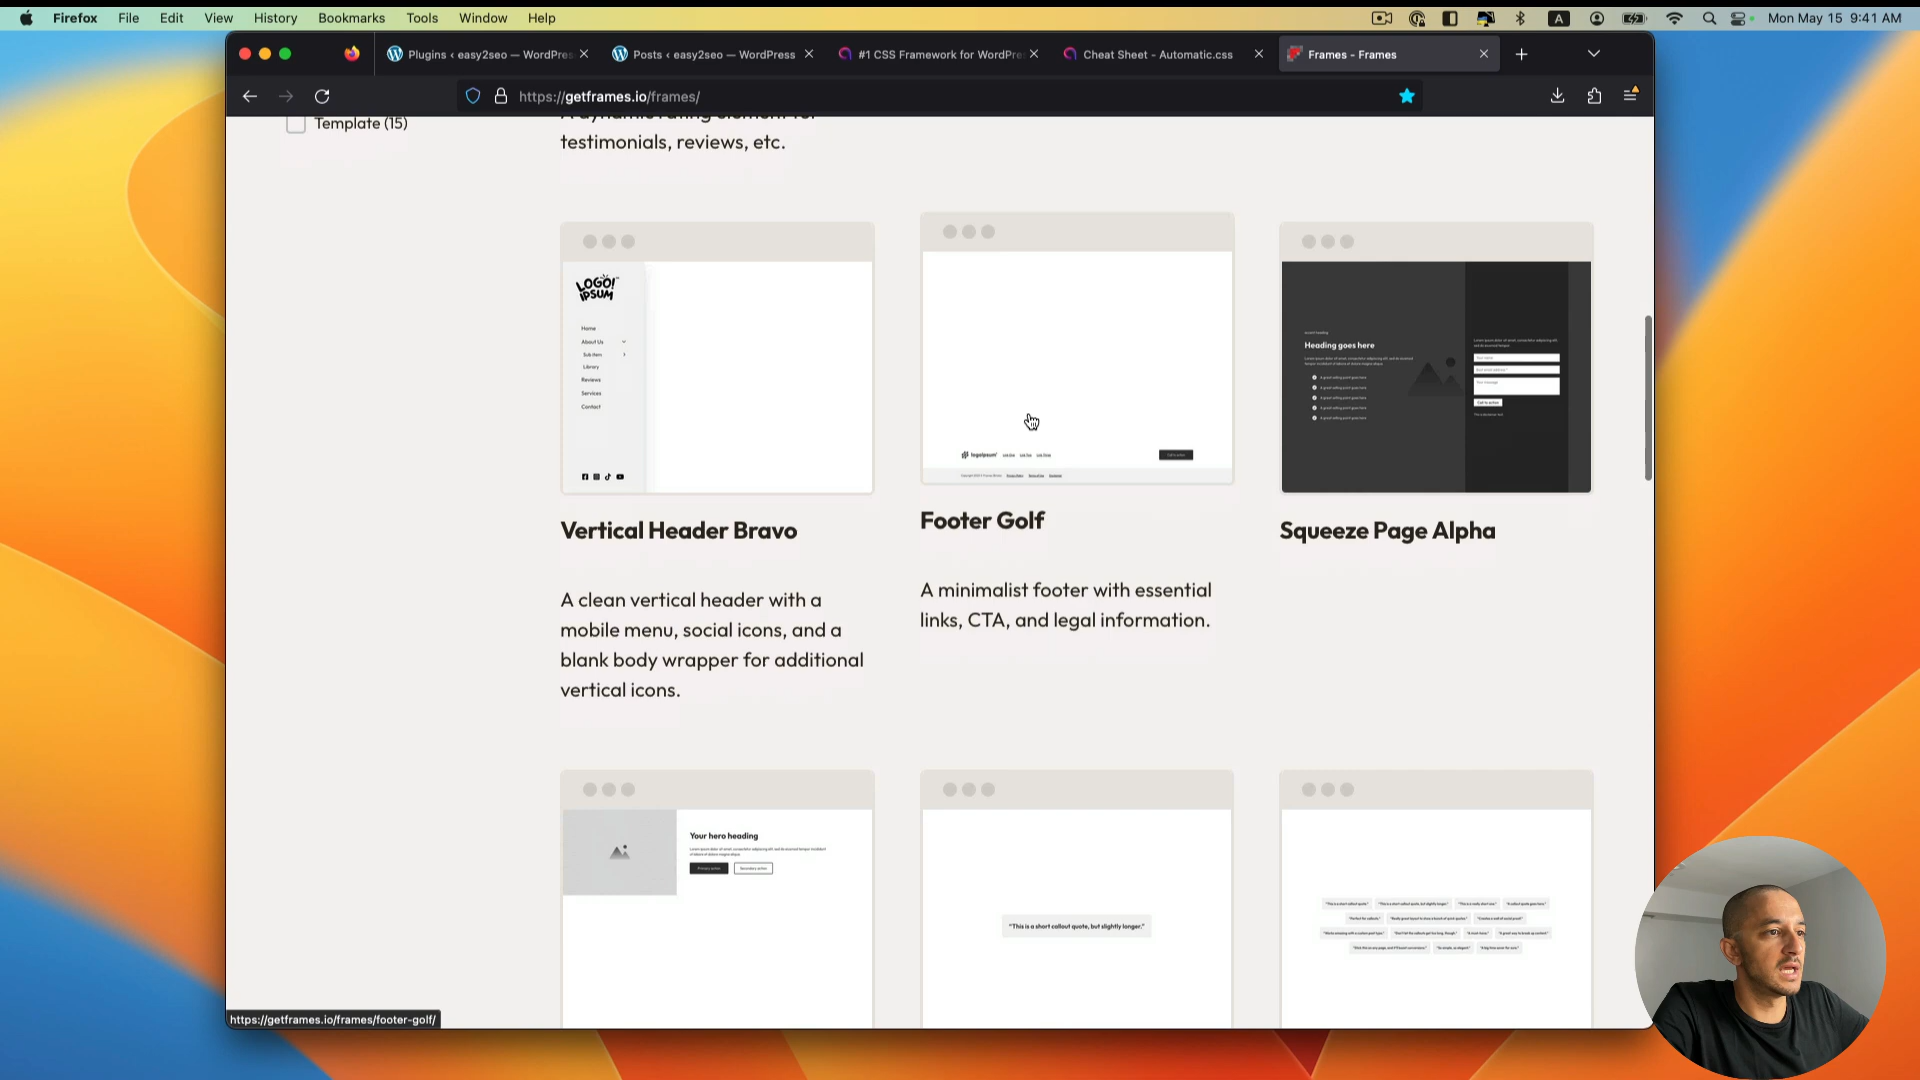 Firefox File Edit View History Bookmarks Tools Window Help
A
Mon May 15 9:41 AM
Plugins ‹ easy2seo — WordPres
Posts ‹ easy2seo — WordPress
#1 CSS Framework for WordPre
Cheat Sheet - Automatic.css
Frames - Frames
https://getframes.io/frames/
Template (15)
A dynamic rating element for
testimonials, reviews, etc.
LOGO!
IPSUM
Home
About Us
Sub item
Library
Reviews
Services
Contact
Vertical Header Bravo
A clean vertical header with a
mobile menu, social icons, and a
blank body wrapper for additional
vertical icons.
logoipsum
Footer Golf
A minimalist footer with essential
links, CTA, and legal information.
Heading goes here
Squeeze Page Alpha
Your hero heading
"This is a short callout quote, but slightly longer."
https://getframes.io/frames/footer-golf/